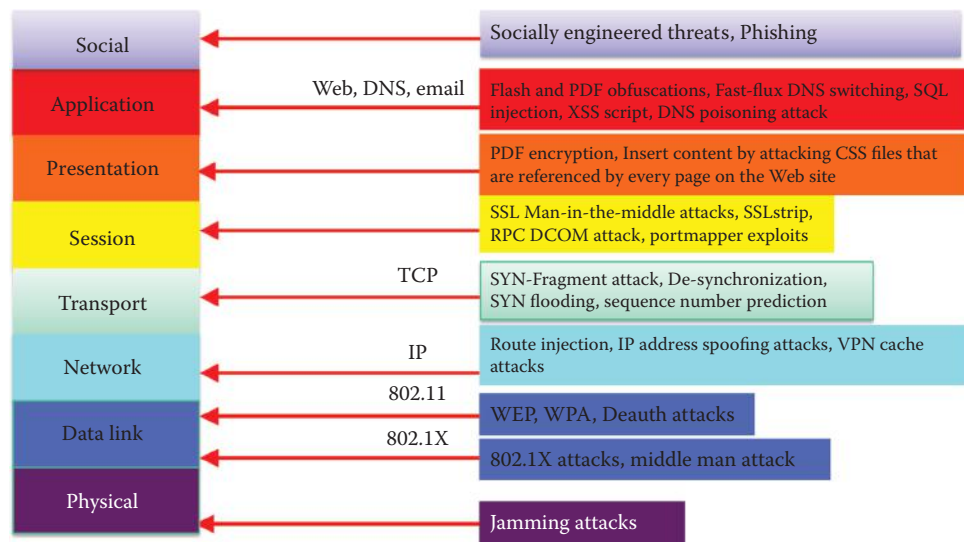 Social
Socially engineered threats, Phishing
Application
Web, DNS, email
Flash and PDF obfuscations, Fast-flux DNS switching, SQL
injection, XSS script, DNS poisoning attack
Presentation
PDF encryption, Insert content by attacking CSS files that
are referenced by every page on the Web site
Session
SSL Man-in-the-middle attacks, SSLstrip,
RPC DCOM attack, portmapper exploits
Transport
TCP
SYN-Fragment attack, De-synchronization,
SYN flooding, sequence number prediction
Network
IP
Route injection, IP address spoofing attacks, VPN cache
attacks
Data link
802.11
WEP, WPA, Deauth attacks
802.1X
802.1X attacks, middle man attack
Physical
Jamming attacks